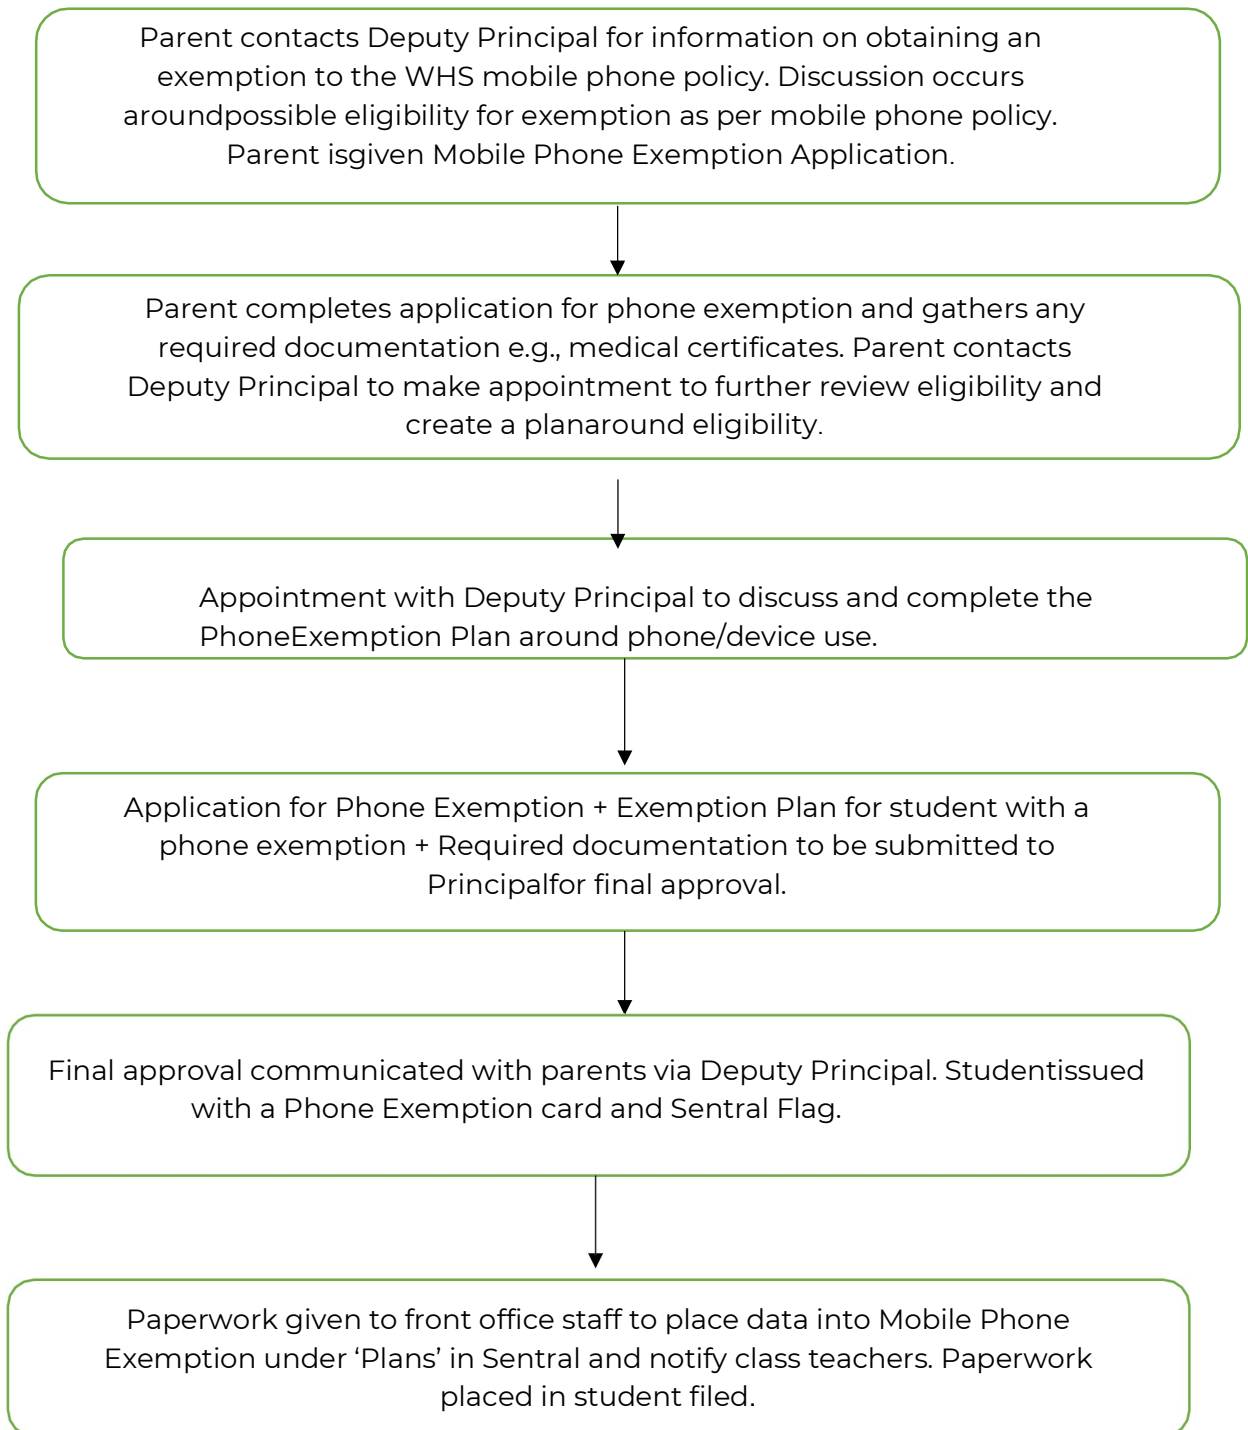 Parent contacts Deputy Principal for information on obtaining an
exemption to the WHS mobile phone policy. Discussion occurs
aroundpossible eligibility for exemption as per mobile phone policy.
Parent isgiven Mobile Phone Exemption Application.
Parent completes application for phone exemption and gathers any
required documentation e.g., medical certificates. Parent contacts
Deputy Principal to make appointment to further review eligibility and
create a planaround eligibility.
Appointment with Deputy Principal to discuss and complete the
PhoneExemption Plan around phone/device use.
Application for Phone Exemption + Exemption Plan for student with a
phone exemption + Required documentation to be submitted to
Principalfor final approval.
Final approval communicated with parents via Deputy Principal. Studentissued
with a Phone Exemption card and Sentral Flag.
Paperwork given to front office staff to place data into Mobile Phone
Exemption under ‘Plans’ in Sentral and notify class teachers. Paperwork
placed in student filed.